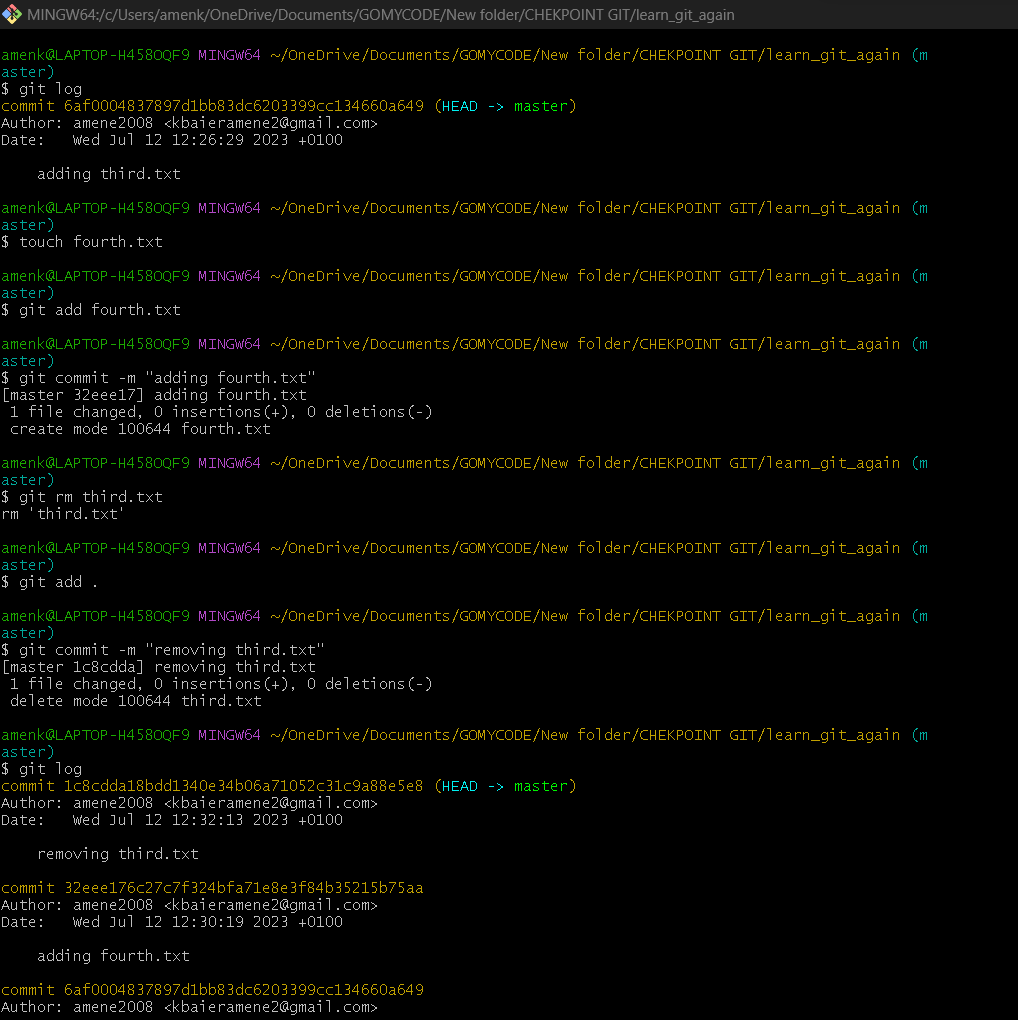 MINGW64:/c/Users/amenk/OneDrive/Documents/GOMYCODE/New folder/CHEKPOINT GIT/learn_git_again
amenk@LAPTOP-H458OQF9 MINGW64 ~/OneDrive/Documents/GOMYCODE/New folder/CHEKPOINT GIT/learn_git_again (m
aster)
$ git log
commit 6af0004837897d1bb83dc6203399cc134660a649 (HEAD -> master)
Author: amene2008 <kbaieramene2@gmail.com>
Date:   Wed Jul 12 12:26:29 2023 +0100
    adding third.txt
amenk@LAPTOP-H458OQF9 MINGW64 ~/OneDrive/Documents/GOMYCODE/New folder/CHEKPOINT GIT/learn_git_again (m
aster)
$ touch fourth.txt
amenk@LAPTOP-H458OQF9 MINGW64 ~/OneDrive/Documents/GOMYCODE/New folder/CHEKPOINT GIT/learn_git_again (m
aster)
$ git add fourth.txt
amenk@LAPTOP-H458OQF9 MINGW64 ~/OneDrive/Documents/GOMYCODE/New folder/CHEKPOINT GIT/learn_git_again (m
aster)
$ git commit -m "adding fourth.txt"
[master 32eee17] adding fourth.txt
 1 file changed, 0 insertions(+), 0 deletions(-)
 create mode 100644 fourth.txt
amenk@LAPTOP-H458OQF9 MINGW64 ~/OneDrive/Documents/GOMYCODE/New folder/CHEKPOINT GIT/learn_git_again (m
aster)
$ git rm third.txt
rm 'third.txt'
amenk@LAPTOP-H458OQF9 MINGW64 ~/OneDrive/Documents/GOMYCODE/New folder/CHEKPOINT GIT/learn_git_again (m
aster)
$ git add .
amenk@LAPTOP-H458OQF9 MINGW64 ~/OneDrive/Documents/GOMYCODE/New folder/CHEKPOINT GIT/learn_git_again (m
aster)
$ git commit -m "removing third.txt"
[master 1c8cdda] removing third.txt
 1 file changed, 0 insertions(+), 0 deletions(-)
 delete mode 100644 third.txt
amenk@LAPTOP-H458OQF9 MINGW64 ~/OneDrive/Documents/GOMYCODE/New folder/CHEKPOINT GIT/learn_git_again (m
aster)
$ git log
commit 1c8cdda18bdd1340e34b06a71052c31c9a88e5e8 (HEAD -> master)
Author: amene2008 <kbaieramene2@gmail.com>
Date:   Wed Jul 12 12:32:13 2023 +0100
    removing third.txt
commit 32eee176c27c7f324bfa71e8e3f84b35215b75aa
Author: amene2008 <kbaieramene2@gmail.com>
Date:   Wed Jul 12 12:30:19 2023 +0100
    adding fourth.txt
commit 6af0004837897d1bb83dc6203399cc134660a649
Author: amene2008 <kbaieramene2@gmail.com>